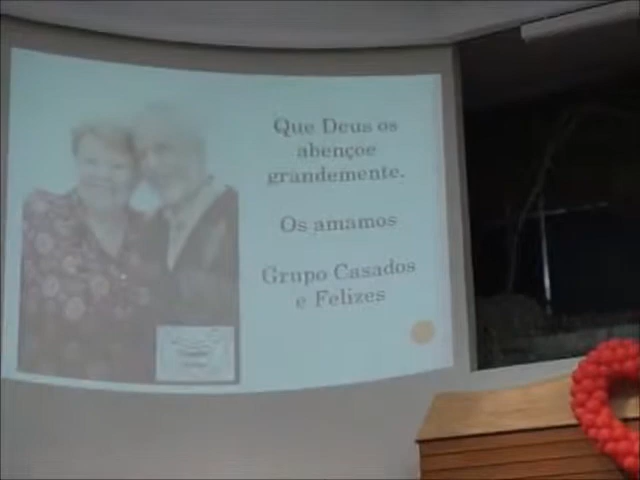 Que Deus os
abençoe
grandemente.
Os amamos
Grupo Casados
e Felizes